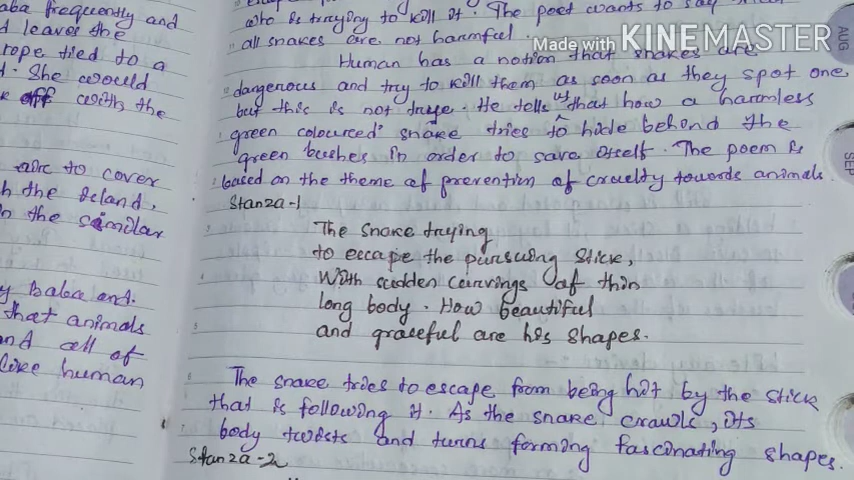 aba frequently and
d leaves the
rope tied to a
d. She would
off with the
air to cover
h the island,
n the similar
y Baba and.
that animals
and all of
like human
who is trying to kill it. The poet wants to say
all snakes are not harmful.
Made with KINEMASTER
Human has a notion that snakes are
dangerous and try to kill them as soon as they spot one
but this is not true. He tells us that how a harmless
green coloured snake tries to hide behind the
green bushes in order to save itself. The poem is
based on the theme of prevention of cruelty towards animals.
Stanza-1
The snake trying
to escape the pursuing stick,
With sudden curvings of thin
long body. How beautiful
and graceful are his shapes.
The snake tries to escape from being hit by the stick
that is following it. As the snake crawls, its
body twists and turns forming fascinating shapes.
Stanza-2
AUG
SEP